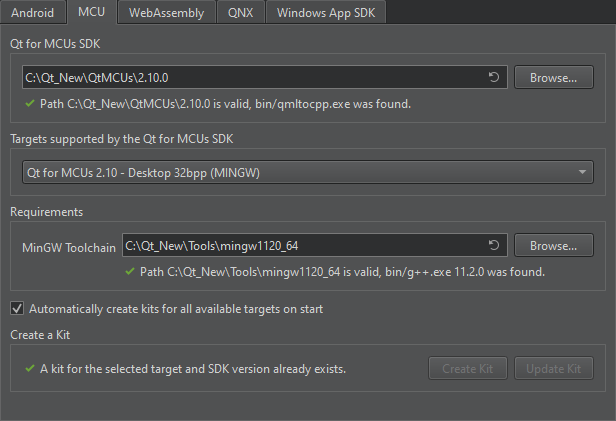 Android MCU WebAssembly QNX Windows App SDK
Qt for MCUs SDK
C:\Qt_New\QtMCUs\2.10.0 Browse...
Path C:\Qt_New\QtMCUs\2.10.0 is valid, bin/qmltocpp.exe was found.
Targets supported by the Qt for MCUs SDK
Qt for MCUs 2.10 - Desktop 32bpp (MINGW)
Requirements
MinGW Toolchain C:\Qt_New\Tools\mingw1120_64 Browse...
Path C:\Qt_New\Tools\mingw1120_64 is valid, bin/g++.exe 11.2.0 was found.
Automatically create kits for all available targets on start
Create a Kit
A kit for the selected target and SDK version already exists. Create Kit Update Kit